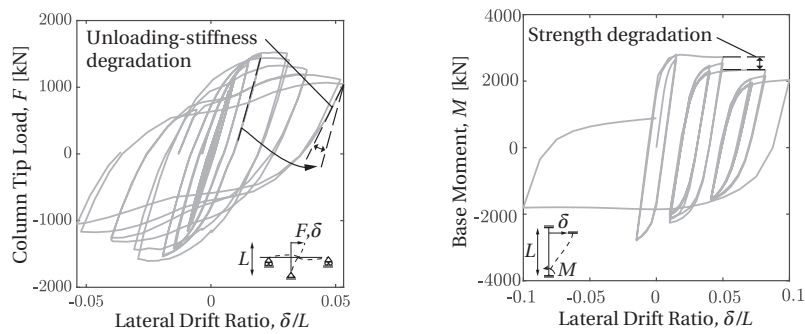 Unloading-stiffness
degradation
Column Tip Load, F [kN]
2000
1000
0
-1000
-2000
-0.05
0
0.05
Lateral Drift Ratio, δ/L
F,δ
L
Strength degradation
Base Moment, M [kN]
4000
2000
0
-2000
-4000
-0.1
0.05
0
0.05
0.1
Lateral Drift Ratio, δ/L
δ
L
M